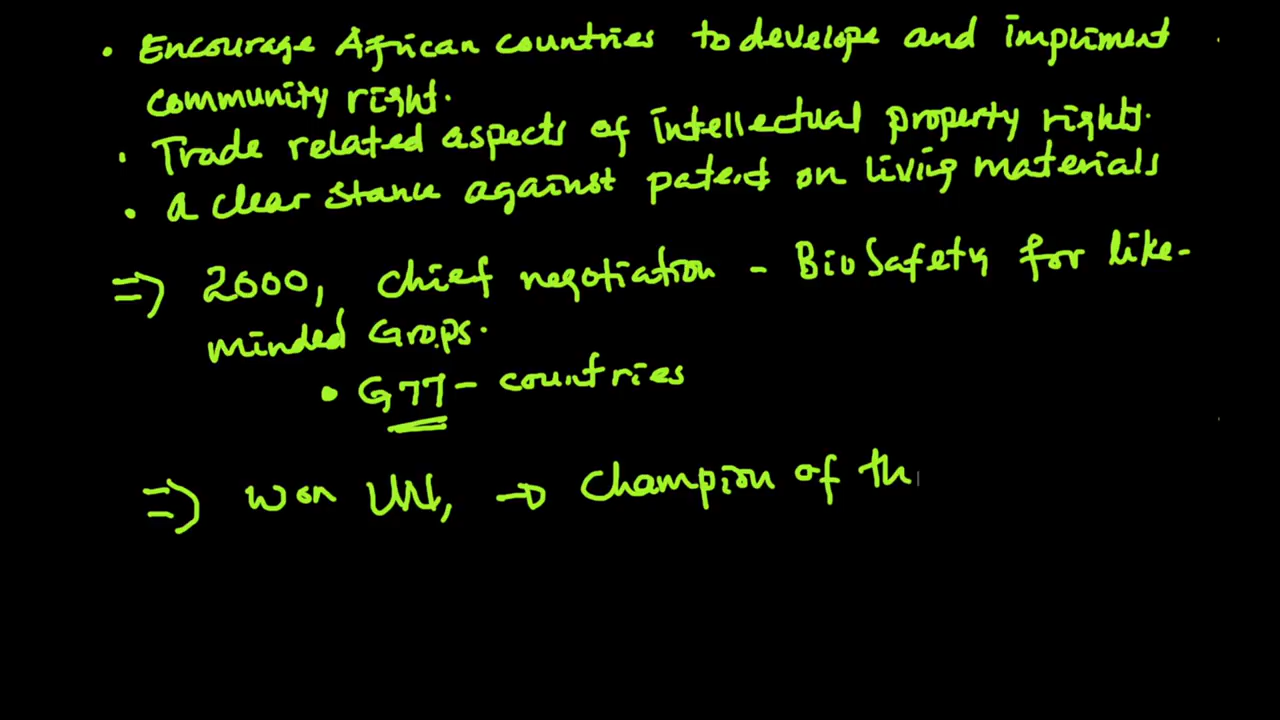 • Encourage African countries to develope and impliment
community right.
• Trade related aspects of intellectual property rights.
• A clear stance against patent on living materials
⇒ 2000, chief negotiation - BioSafety for like-
minded Grops.
• G77 - countries
⇒ won UN, → Champion of th